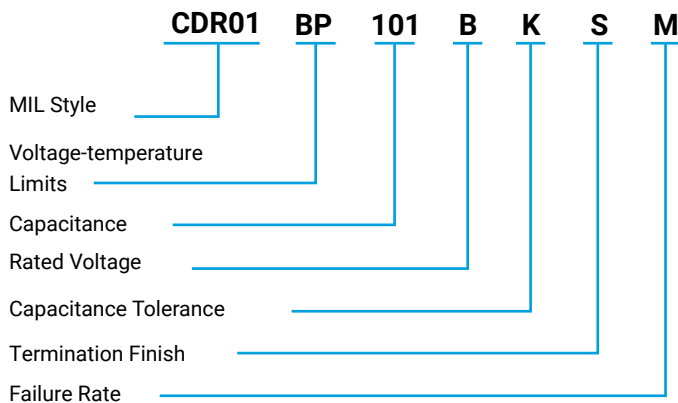 CDR01 BP 101 B K S M
MIL Style
Voltage-temperature
Limits
Capacitance
Rated Voltage
Capacitance Tolerance
Termination Finish
Failure Rate